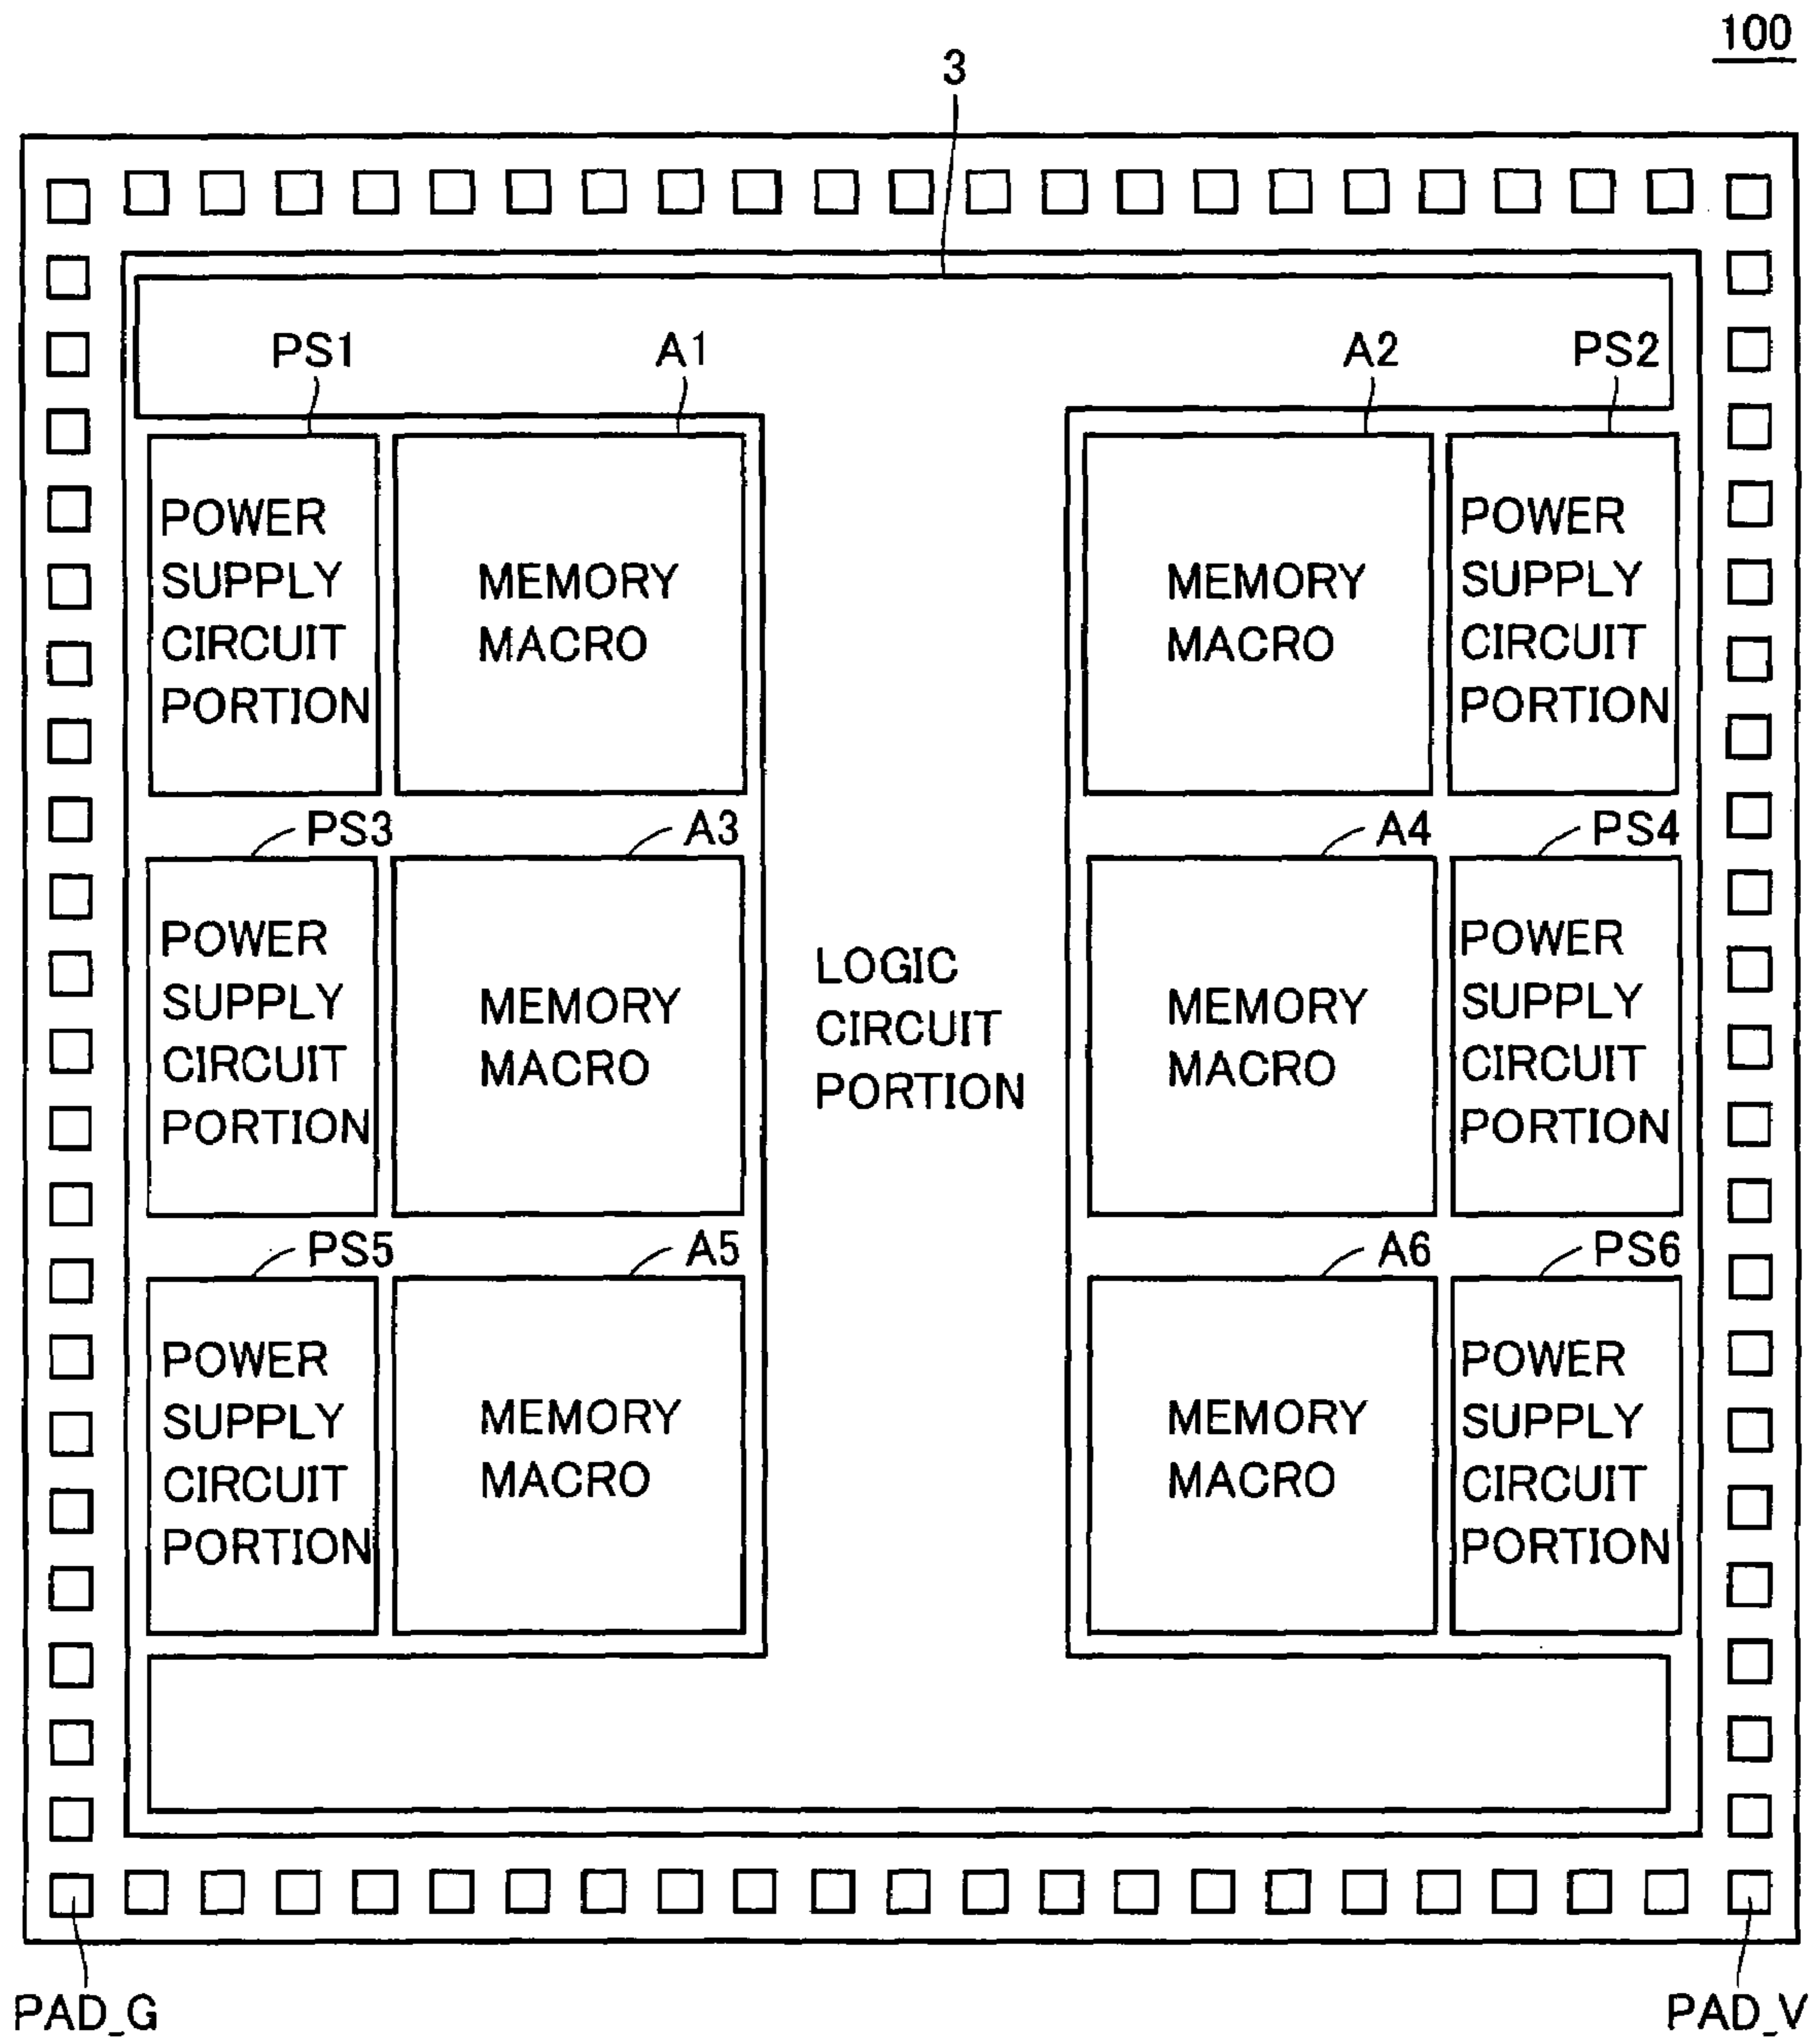 100
3
PS1
A1
A2
PS2
POWER
SUPPLY
CIRCUIT
PORTION
MEMORY
MACRO
MEMORY
MACRO
POWER
SUPPLY
CIRCUIT
PORTION
PS3
A3
A4
PS4
POWER
SUPPLY
CIRCUIT
PORTION
MEMORY
MACRO
LOGIC
CIRCUIT
PORTION
MEMORY
MACRO
POWER
SUPPLY
CIRCUIT
PORTION
PS5
A5
A6
PS6
POWER
SUPPLY
CIRCUIT
PORTION
MEMORY
MACRO
MEMORY
MACRO
POWER
SUPPLY
CIRCUIT
PORTION
PAD_G
PAD_V